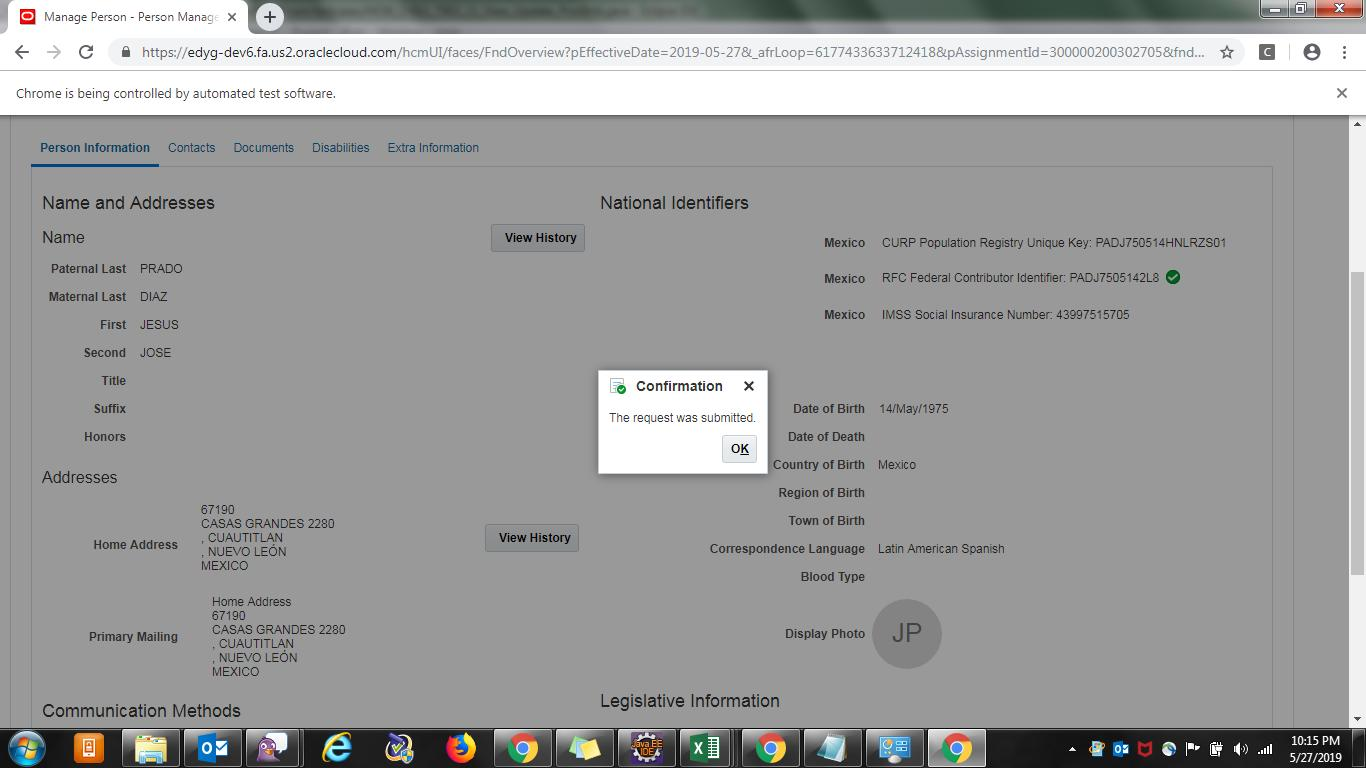 Manage Person - Person Manage
https://edyg-dev6.fa.us2.oraclecloud.com/hcmUI/faces/FndOverview?pEffectiveDate=2019-05-27&_afrLoop=6177433633712418&pAssignmentId=300000200302705&fnd...
C
Chrome is being controlled by automated test software.
Person Information Contacts Documents Disabilities Extra Information
Name and Addresses
Name
View History
Paternal Last PRADO
Maternal Last DIAZ
First JESUS
Second JOSE
Title
Suffix
Honors
Addresses
Home Address
67190
CASAS GRANDES 2280
, CUAUTITLAN
, NUEVO LEÓN
MEXICO
View History
Primary Mailing
Home Address
67190
CASAS GRANDES 2280
, CUAUTITLAN
, NUEVO LEÓN
MEXICO
Communication Methods
National Identifiers
Mexico CURP Population Registry Unique Key: PADJ750514HNLRZS01
Mexico RFC Federal Contributor Identifier: PADJ7505142L8
Mexico IMSS Social Insurance Number: 43997515705
Confirmation
The request was submitted.
OK
Date of Birth 14/May/1975
Date of Death
Country of Birth Mexico
Region of Birth
Town of Birth
Correspondence Language Latin American Spanish
Blood Type
Display Photo JP
Legislative Information
Java EE
IDE
10:15 PM
5/27/2019